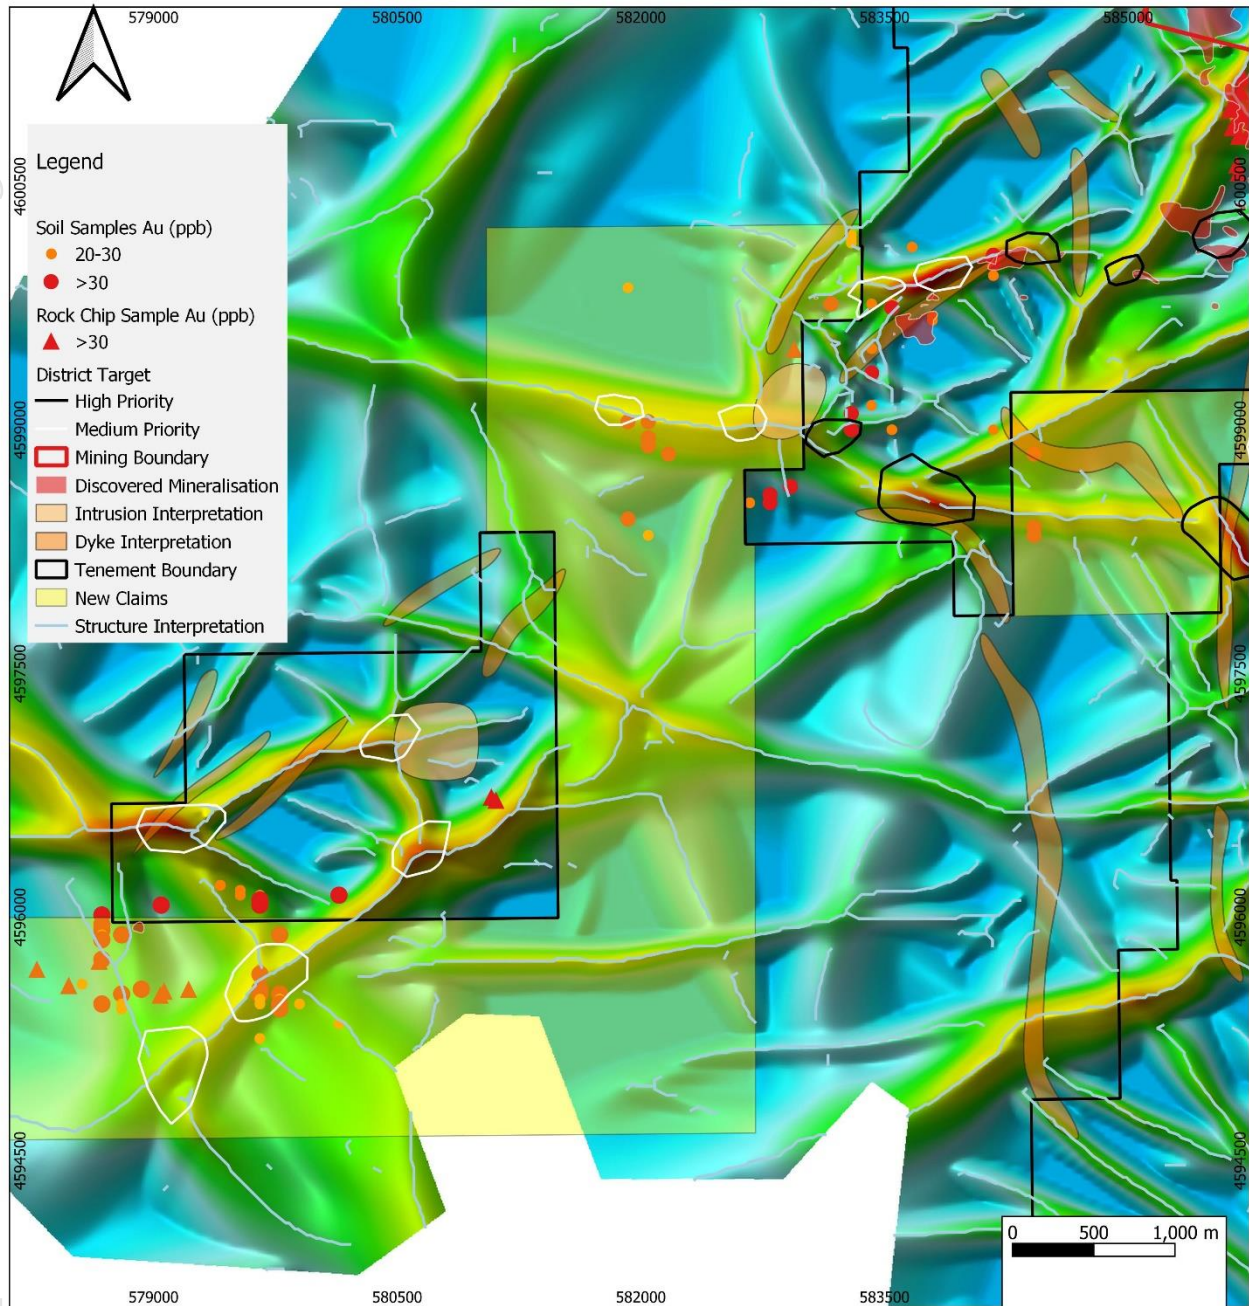 579000 580500 582000 583500 585000
4600500 4600500
4599000 4599000
4597500 4597500
4596000 4596000
4594500 4594500
Legend
Soil Samples Au (ppb)
20-30
>30
Rock Chip Sample Au (ppb)
>30
District Target
High Priority
Medium Priority
Mining Boundary
Discovered Mineralisation
Intrusion Interpretation
Dyke Interpretation
Tenement Boundary
New Claims
Structure Interpretation
0 500 1,000 m
579000 580500 582000 583500